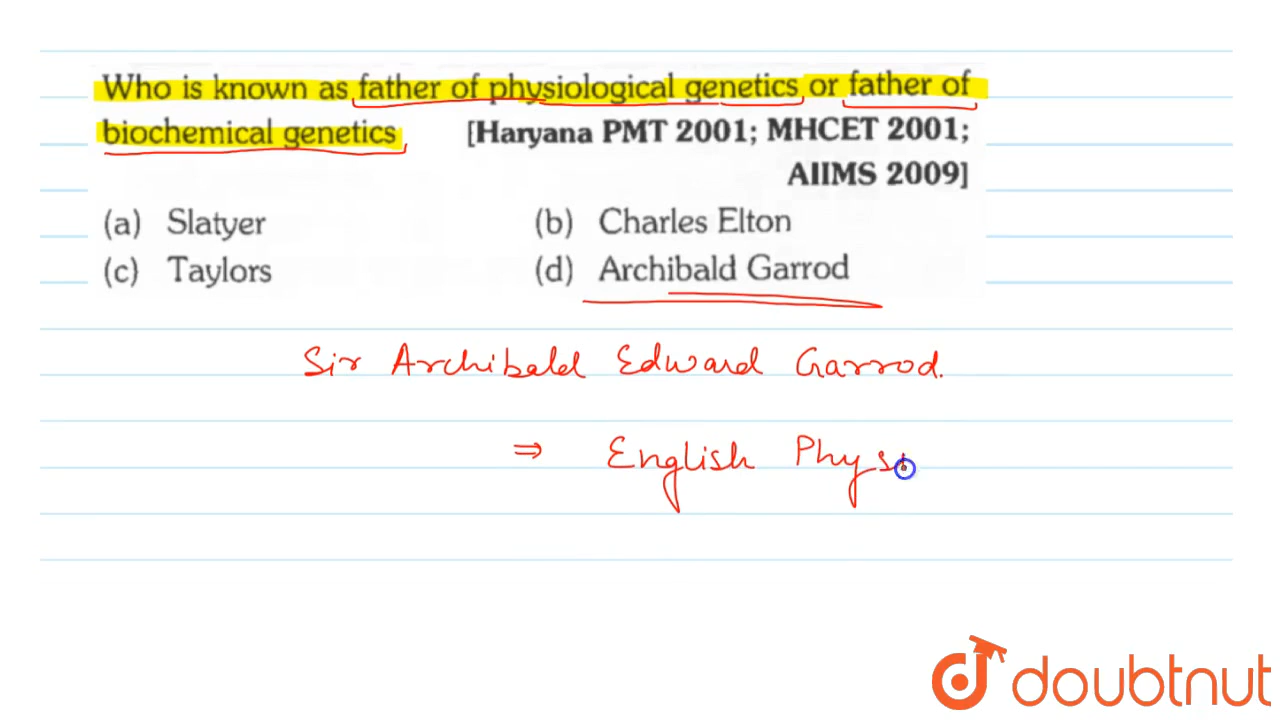 Who is known as father of physiological genetics or father of
biochemical genetics [Haryana PMT 2001; MHCET 2001;
AIIMS 2009]
(a) Slatyer (b) Charles Elton
(c) Taylors (d) Archibald Garrod
Sir Archibald Edward Garrod.
⇒ English Physi
doubtnut